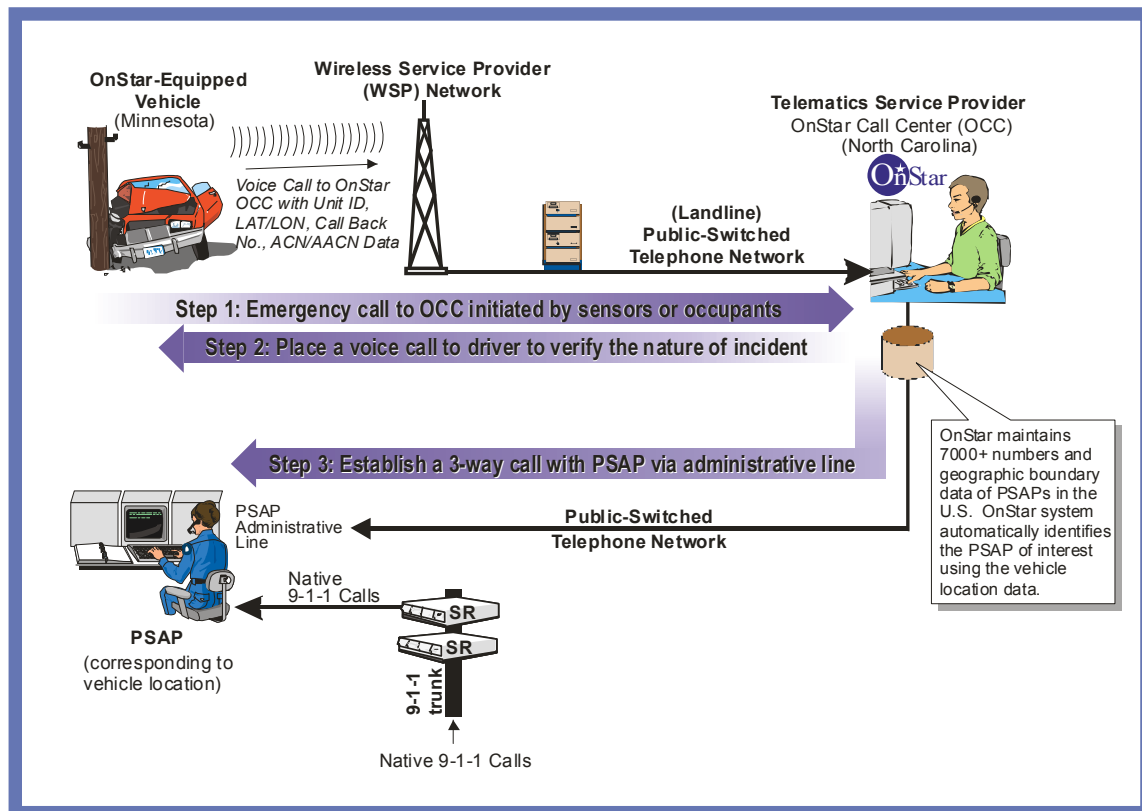 OnStar-Equipped
Vehicle
(Minnesota)
Wireless Service Provider
(WSP) Network
Telematics Service Provider
OnStar Call Center (OCC)
(North Carolina)
OnStar
Voice Call to OnStar
OCC with Unit ID,
LAT/LON, Call Back
No., ACN/AACN Data
(Landline)
Public-Switched
Telephone Network
Step 1: Emergency call to OCC initiated by sensors or occupants
Step 2: Place a voice call to driver to verify the nature of incident
OnStar maintains
7000+ numbers and
geographic boundary
data of PSAPs in the
U.S. OnStar system
automatically identifies
the PSAP of interest
using the vehicle
location data.
Step 3: Establish a 3-way call with PSAP via administrative line
PSAP
Administrative
Line
Public-Switched
Telephone Network
Native
9-1-1 Calls
SR
SR
PSAP
(corresponding to
vehicle location)
9-1-1
trunk
Native 9-1-1 Calls